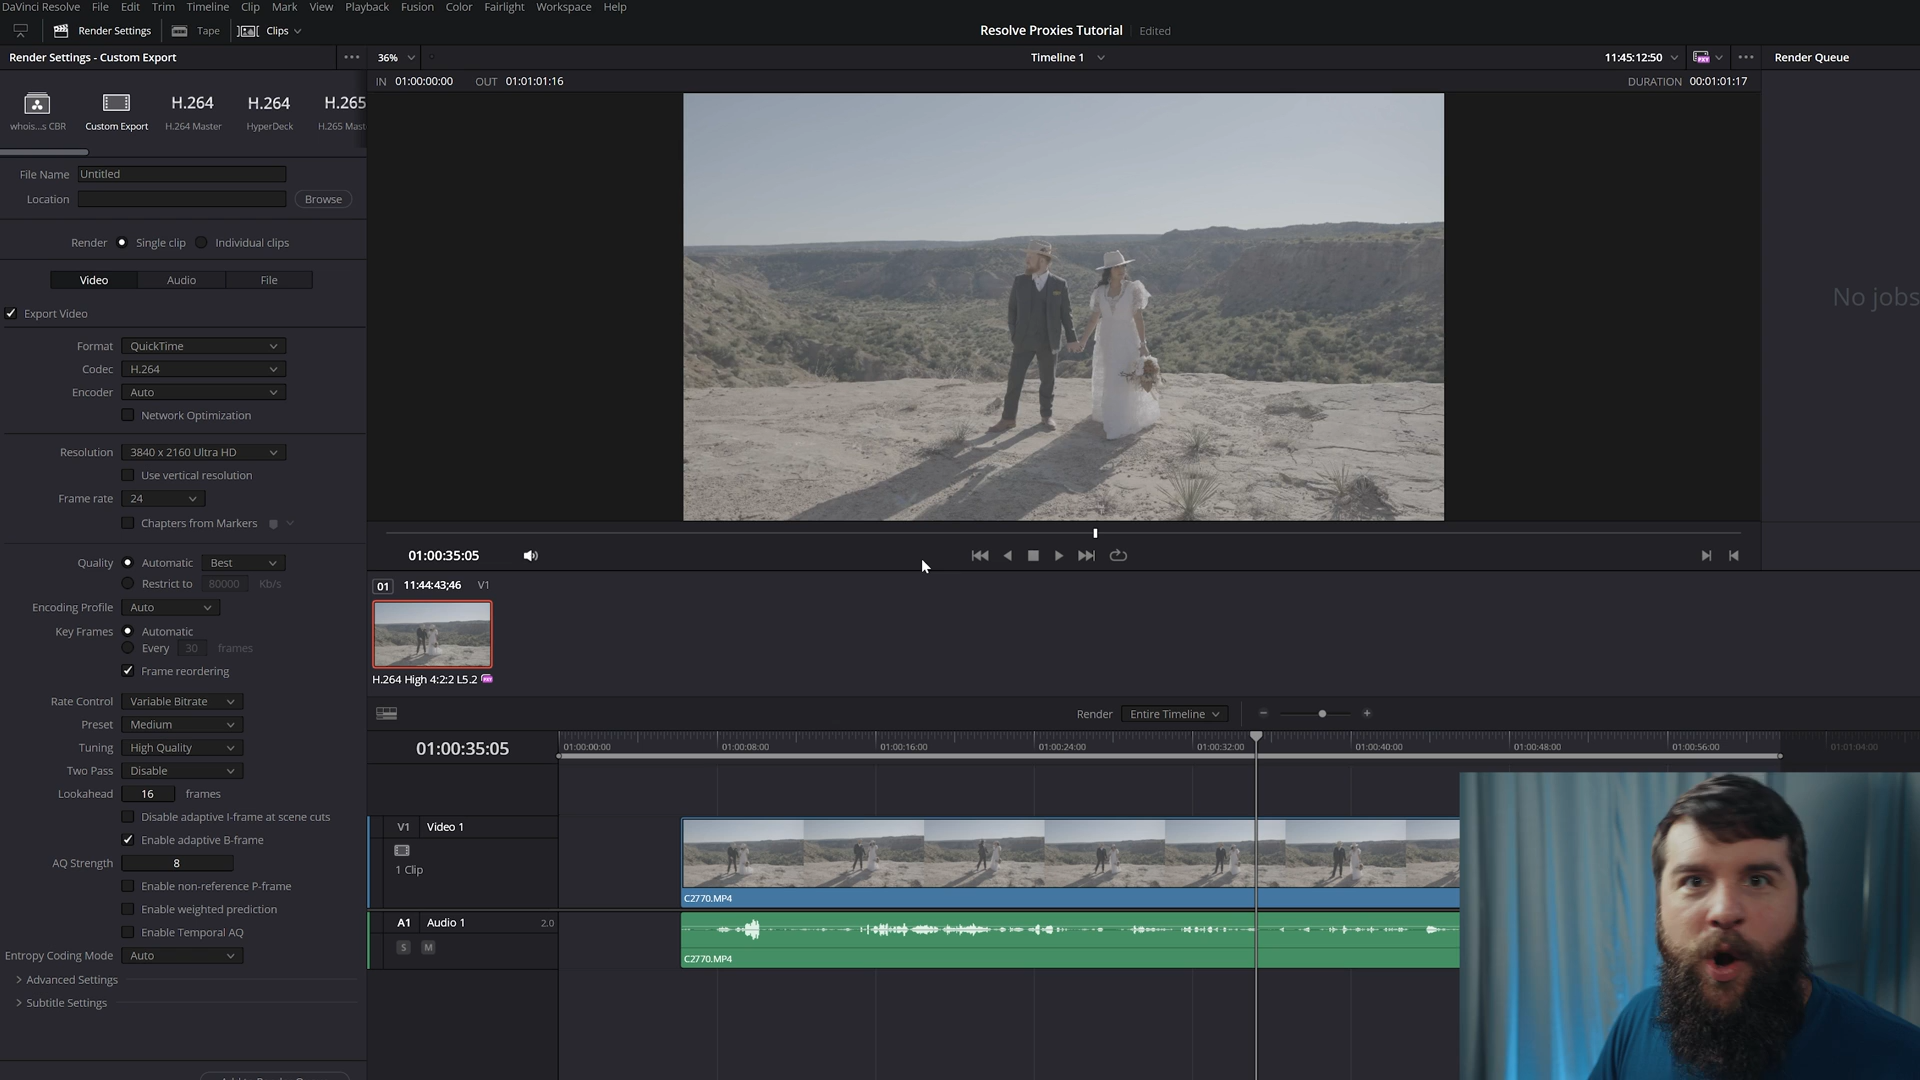 DaVinci Resolve File Edit Trim Timeline Clip Mark View Playback Fusion Color Fairlight Workspace Help
Render Settings Tape Clips
Resolve Proxies Tutorial Edited
Render Settings - Custom Export
36% Timeline 1 11:45:12:50
Render Queue
IN 01:00:00:00 OUT 01:01:01:16
DURATION 00:01:01:17
H.264 H.264 H.265
whois...s CBR Custom Export H.264 Master HyperDeck H.265 Mast
File Name Untitled
Location Browse
Render Single clip Individual clips
Video Audio File
Export Video
Format QuickTime
Codec H.264
Encoder Auto
Network Optimization
Resolution 3840 x 2160 Ultra HD
Use vertical resolution
Frame rate 24
Chapters from Markers
Quality Automatic Best
Restrict to 80000 Kb/s
Encoding Profile Auto
Key Frames Automatic
Every 30 frames
Frame reordering
Rate Control Variable Bitrate
Preset Medium
Tuning High Quality
Two Pass Disable
Lookahead 16 frames
Disable adaptive I-frame at scene cuts
Enable adaptive B-frame
AQ Strength 8
Enable non-reference P-frame
Enable weighted prediction
Enable Temporal AQ
Entropy Coding Mode Auto
Advanced Settings
Subtitle Settings
No jobs
01:00:35:05
01 11:44:43;46 V1
H.264 High 4:2:2 L5.2
Render Entire Timeline
01:00:35:05
01:00:00:00 01:00:08:00 01:00:16:00 01:00:24:00 01:00:32:00 01:00:40:00 01:00:48:00 01:00:56:00 01:01:04:00
V1 Video 1
1 Clip
C2770.MP4
A1 Audio 1 2.0
S M
C2770.MP4